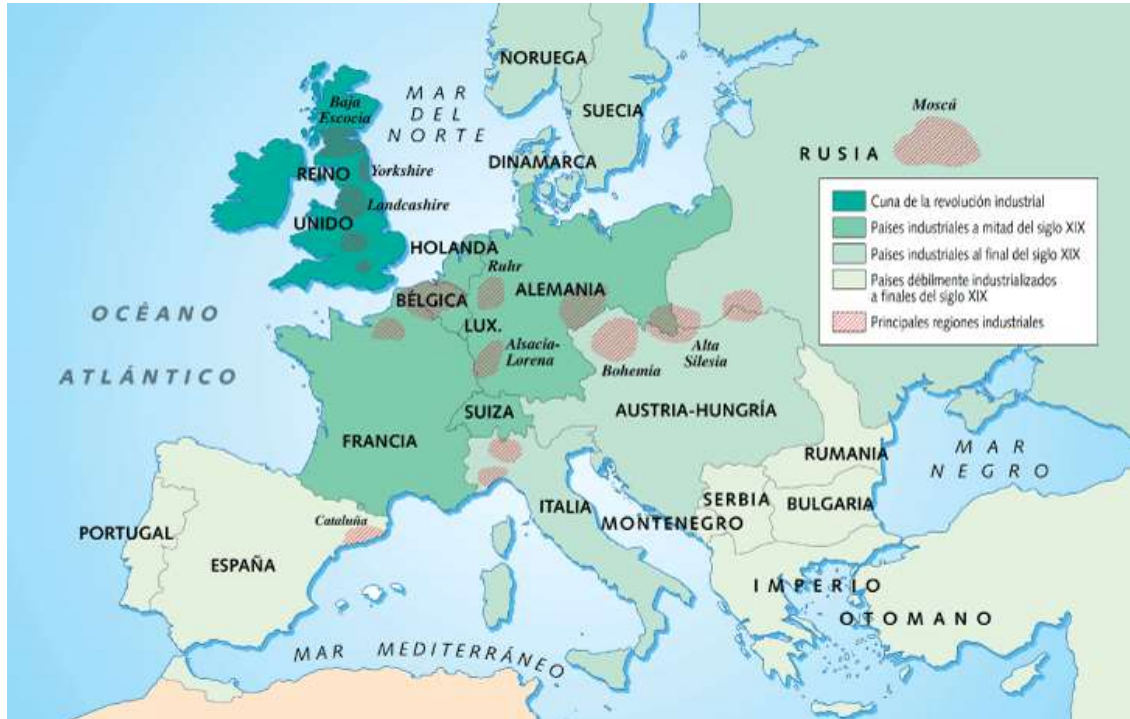 NORUEGA
SUECIA
MAR
DEL
NORTE
Baja
Escocia
Moscú
RUSIA
DINAMARCA
REINO
UNIDO
Yorkshire
Landcashire
HOLANDA
Ruhr
BÉLGICA
ALEMANIA
LUX.
Alsacia-
Lorena
Bohemía
Alta
Silesia
Cuna de la revolución industrial
Países industriales a mitad del siglo XIX
Países industriales al final del siglo XIX
Países débilmente industrializados
a finales del siglo XIX
Principales regiones industriales
OCÉANO
ATLÁNTICO
SUIZA
AUSTRIA-HUNGRÍA
FRANCIA
RUMANIA
MAR
NEGRO
SERBIA
BULGARIA
ITALIA
MONTENEGRO
Cataluña
PORTUGAL
ESPAÑA
IMPERIO
OTOMANO
MAR MEDITERRÁNEO